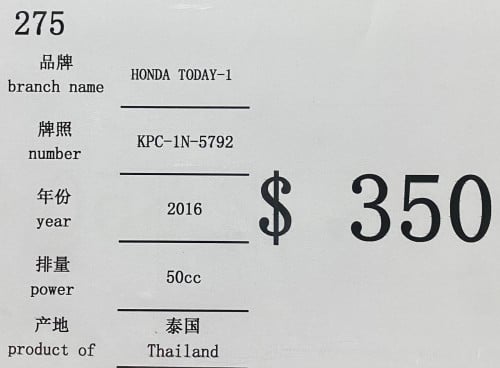 275
品牌 HONDA TODAY-1
branch name
牌照 KPC-1N-5792
number
年份 2016
year
$ 350
排量 50cc
power
产地 泰国
product of Thailand